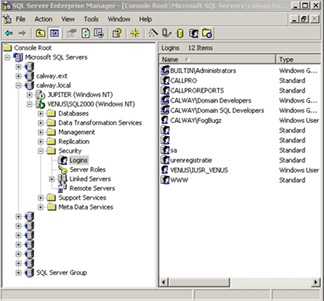 SQL Server Enterprise Manager - [Console Root\Microsoft SQL Servers\calway.loc
File Action View Tools Window Help
Console Root
Microsoft SQL Servers
calway.ext
calway.local
JUPITER (Windows NT)
VENUS\SQL2000 (Windows NT)
Databases
Data Transformation Services
Management
Replication
Security
Logins
Server Roles
Linked Servers
Remote Servers
Support Services
Meta Data Services
SQL Server Group
Logins 12 Items
Name Type
BUILTIN\Administrators Windows G...
CALLPRO Standard
CALLPROREPORTS Standard
CALWAY\Domain Developers Windows G...
CALWAY\Domain SQL Developers Windows G...
CALWAY\FogBugz Windows User
Standard
Standard
sa Standard
urenregistratie Standard
VENUS\IUSR_VENUS Windows User
WWW Standard